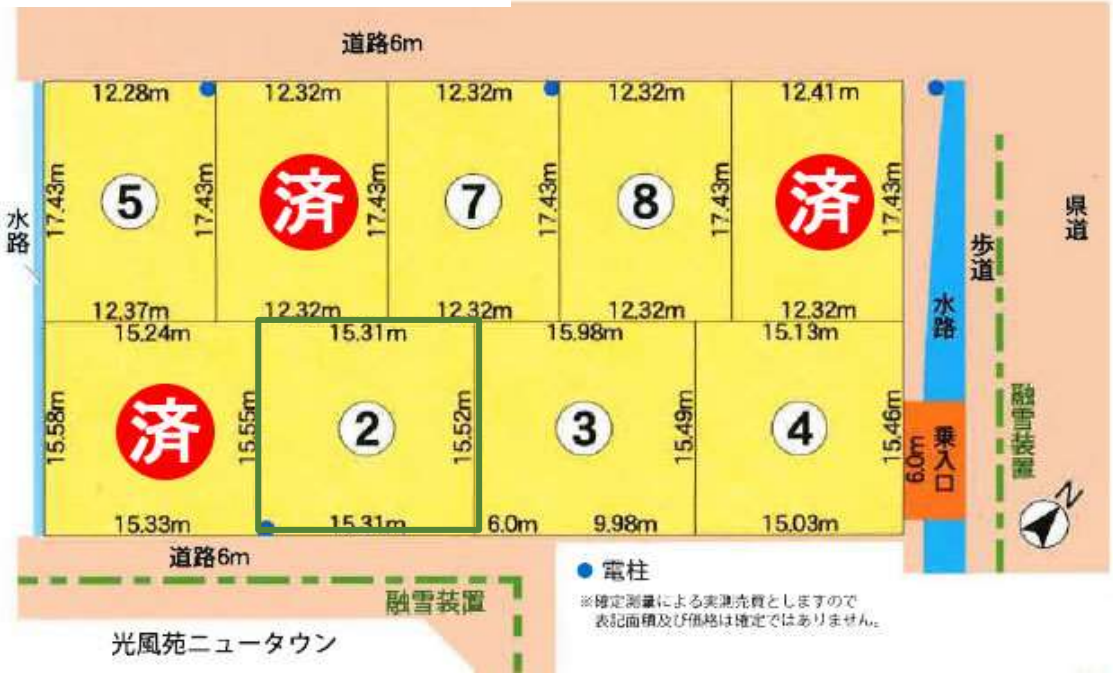 道路6m
12.28m
12.32m
12.32m
12.32m
12.41m
水路
17.43m
5
17.43m
済
17.43m
7
17.43m
8
17.43m
済
17.43m
県道
歩道
水路
12.37m
12.32m
12.32m
12.32m
12.32m
15.24m
15.31m
15.98m
15.13m
15.58m
済
15.55m
2
15.52m
3
15.49m
4
15.46m
6.0m
乗入口
融雪装置
N
15.33m
15.31m
6.0m
9.98m
15.03m
道路6m
融雪装置
光風苑ニュータウン
電柱
※確定測量による実測売買としますので
表記面積及び価格は確定ではありません。